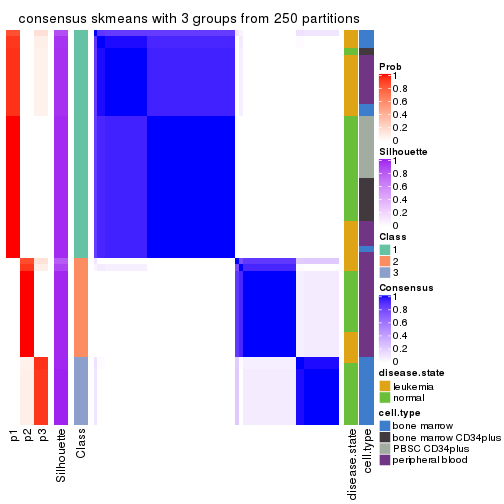 consensus skmeans with 3 groups from 250 partitions
Prob
1
0.8
0.6
0.4
0.2
0
Silhouette
1
0.8
0.6
0.4
0.2
0
Class
1
2
3
Consensus
1
0.8
0.6
0.4
0.2
0
disease.state
leukemia
normal
cell.type
bone marrow
bone marrow CD34plus
PBSC CD34plus
peripheral blood
p1
p2
p3
Silhouette
Class
disease.state
cell.type